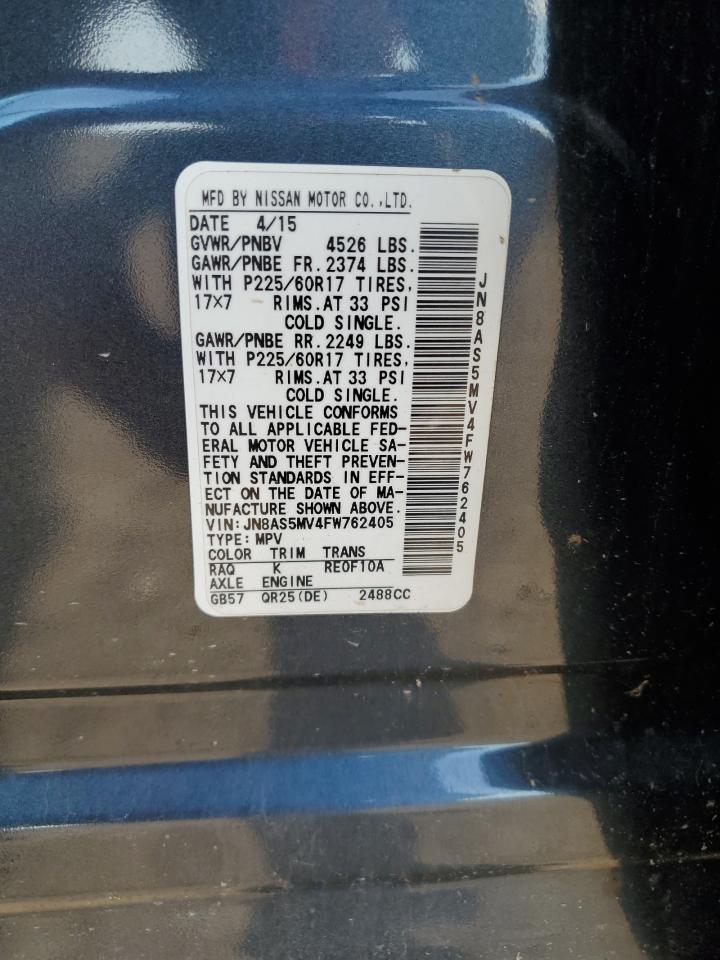 MFD BY NISSAN MOTOR CO.,LTD.
DATE 4/15
GVWR/PNBV 4526 LBS.
GAWR/PNBE FR. 2374 LBS.
WITH P225/60R17 TIRES,
17×7 RIMS.AT 33 PSI
COLD SINGLE.
GAWR/PNBE RR. 2249 LBS.
WITH P225/60R17 TIRES,
17×7 RIMS.AT 33 PSI
COLD SINGLE.
THIS VEHICLE CONFORMS
TO ALL APPLICABLE FED-
ERAL MOTOR VEHICLE SA-
FETY AND THEFT PREVEN-
TION STANDARDS IN EFF-
ECT ON THE DATE OF MA-
NUFACTURE SHOWN ABOVE.
VIN: JN8AS5MV4FW762405
TYPE: MPV
COLOR TRIM TRANS
RAQ K RE0F10A
AXLE ENGINE
GB57 QR25(DE) 2488CC
JN8AS5MV4FW762405